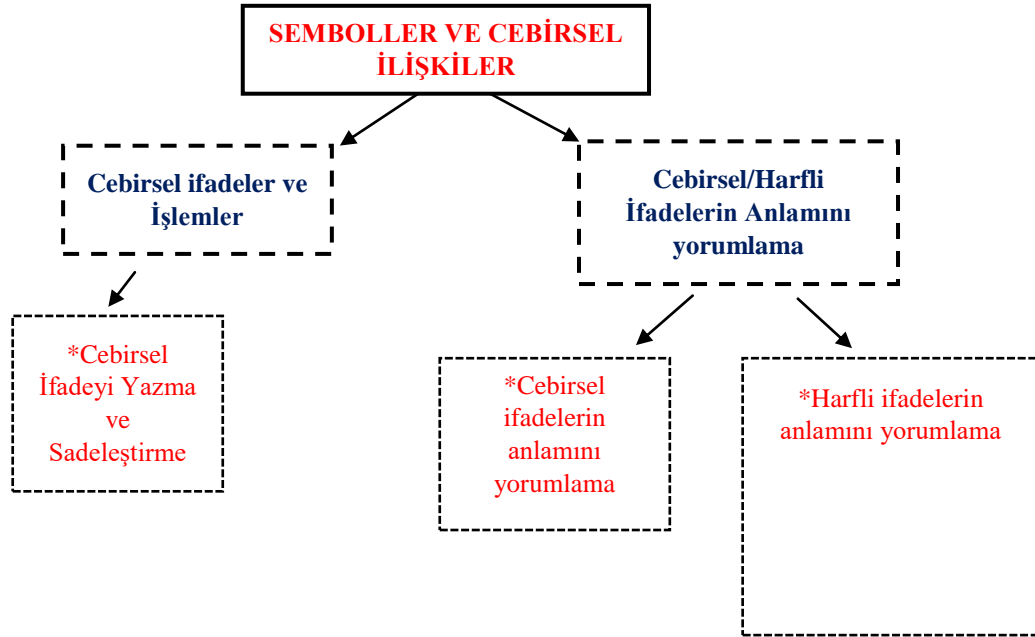 SEMBOLLER VE CEBİRSEL
İLİŞKİLER
Cebirsel ifadeler ve
İşlemler
Cebirsel/Harfli
İfadelerin Anlamını
yorumlama
*Cebirsel
İfadeyi Yazma
ve
Sadeleştirme
*Cebirsel
ifadelerin
anlamını
yorumlama
*Harfli ifadelerin
anlamını yorumlama